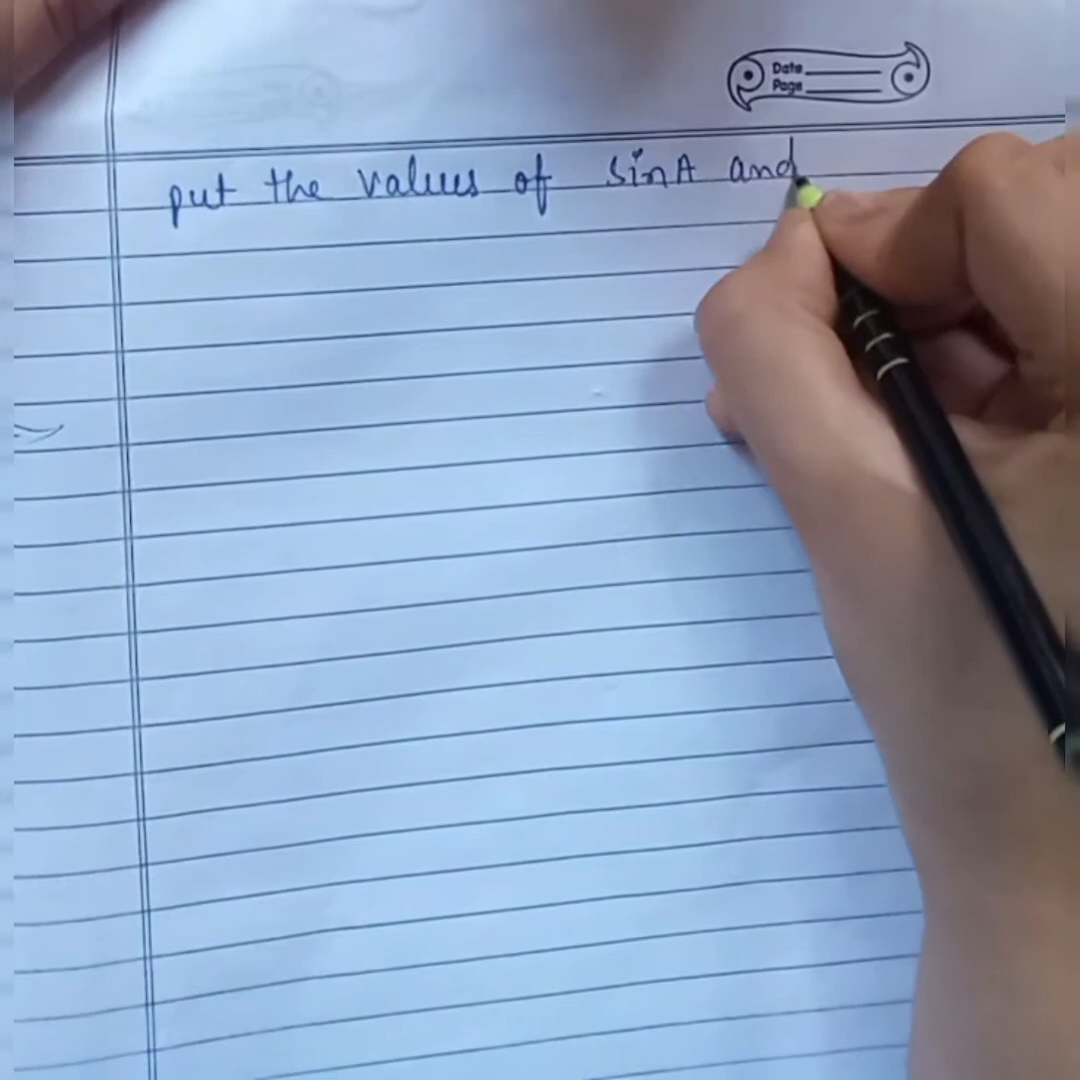 Date
Page
put the values of sinA and